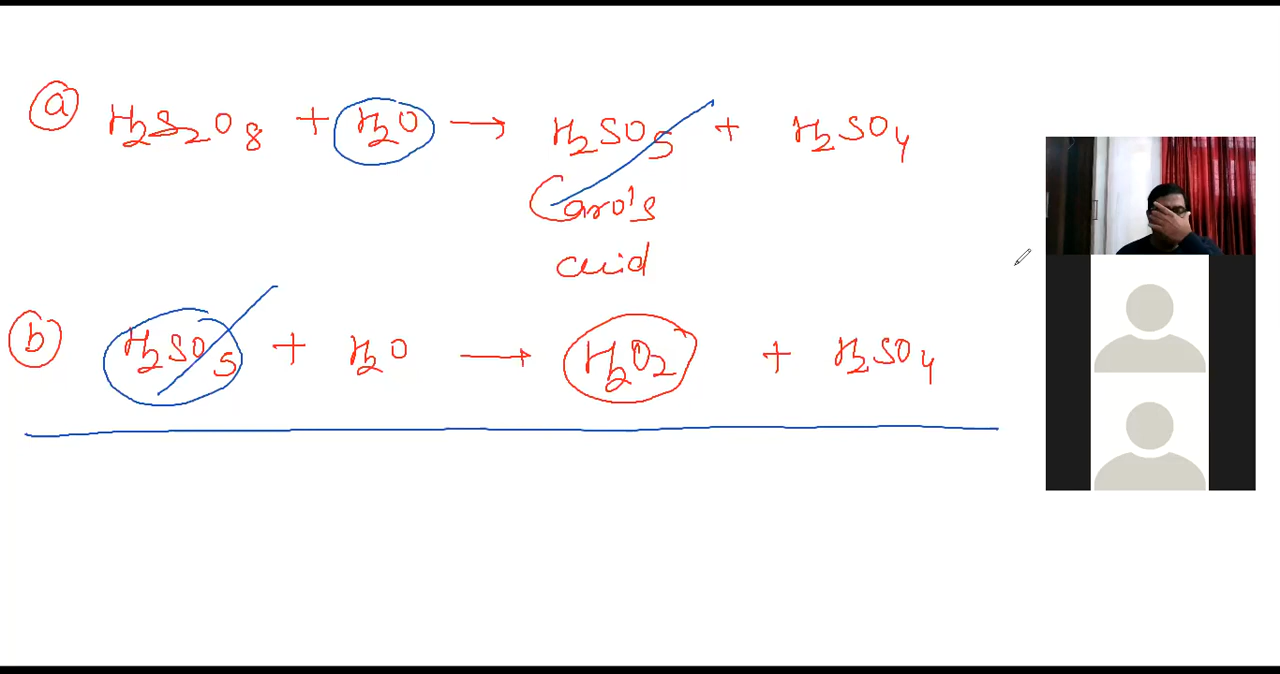 (a) H2S2O8 + H2O → H2SO5 + H2SO4
Caro's
acid
(b) H2SO5 + H2O → H2O2 + H2SO4